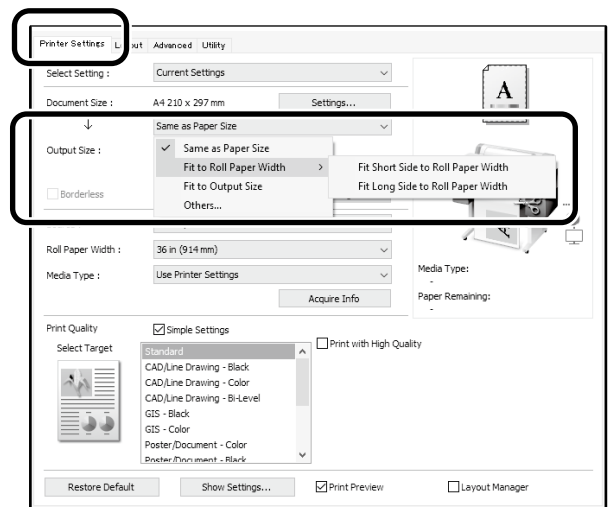 Printer Settings Layout Advanced Utility
Select Setting : Current Settings
Document Size : A4 210 x 297 mm Settings...
Same as Paper Size
Output Size : Same as Paper Size
Fit to Roll Paper Width Fit Short Side to Roll Paper Width
Fit to Output Size Fit Long Side to Roll Paper Width
Borderless Others...
Roll Paper Width : 36 in (914 mm)
Media Type : Use Printer Settings
Media Type:
-
Acquire Info
Paper Remaining:
-
Print Quality Simple Settings
Select Target
Standard
Print with High Quality
CAD/Line Drawing - Black
CAD/Line Drawing - Color
CAD/Line Drawing - Bi-Level
GIS - Black
GIS - Color
Poster/Document - Color
Poster/Document - Black
Restore Default Show Settings... Print Preview Layout Manager